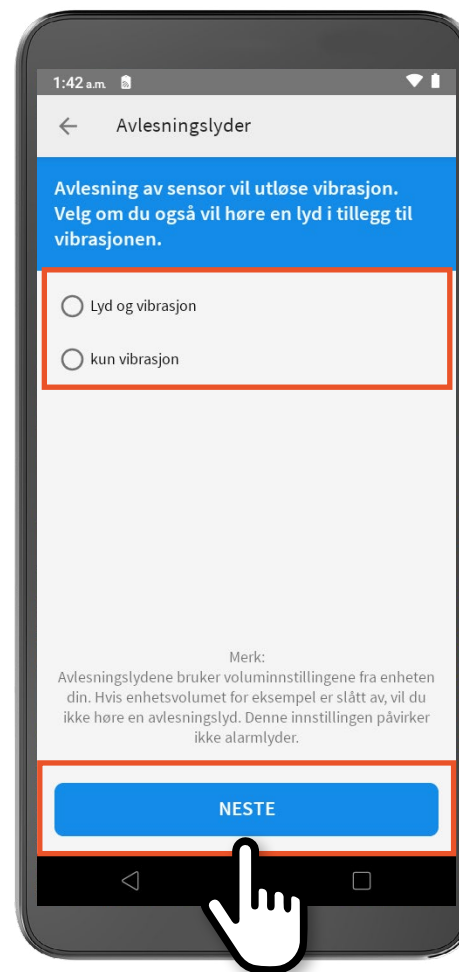 1:42 a.m.
Avlesningslyder
Avlesning av sensor vil utløse vibrasjon.
Velg om du også vil høre en lyd i tillegg til
vibrasjonen.
Lyd og vibrasjon
kun vibrasjon
Merk:
Avlesningslydene bruker voluminnstillingene fra enheten
din. Hvis enhetsvolumet for eksempel er slått av, vil du
ikke høre en avlesningslyd. Denne innstillingen påvirker
ikke alarmlyder.
NESTE